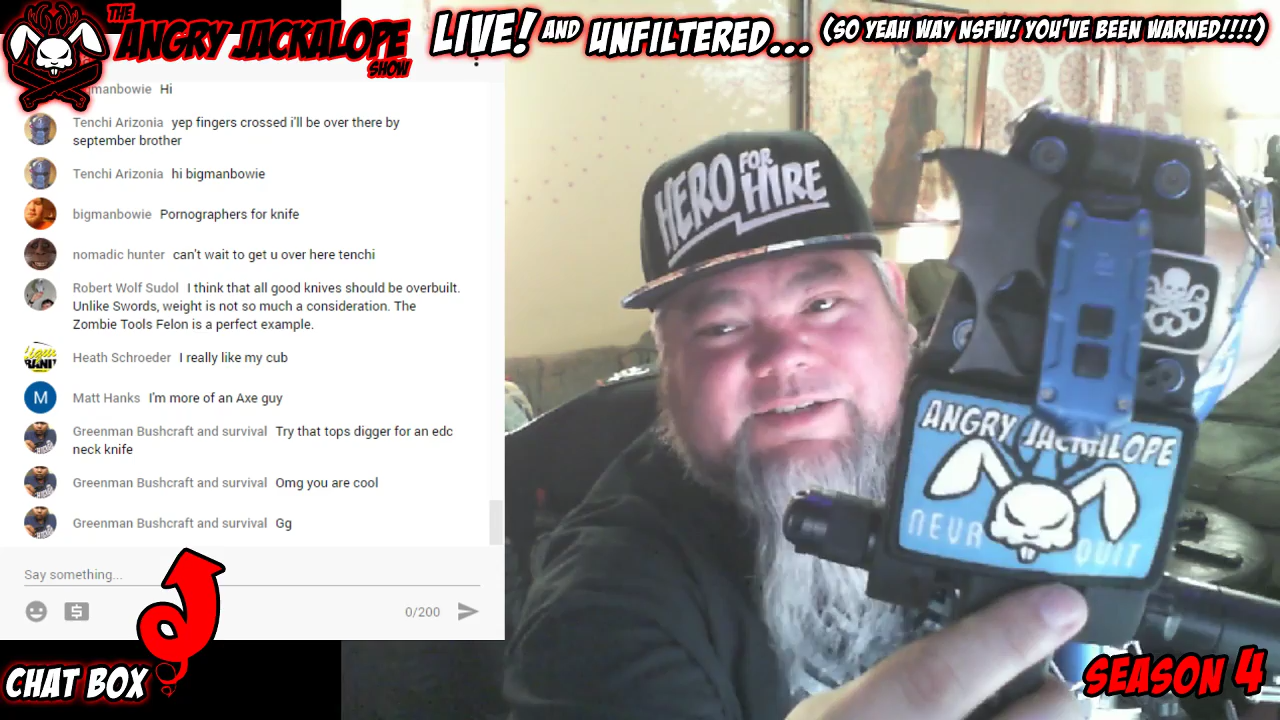 THE
ANGRY JACKALOPE
SHOW
LIVE! AND UNFILTERED... (SO YEAH WAY NSFW! YOU'VE BEEN WARNED!!!!)
manbowie Hi
Tenchi Arizonia yep fingers crossed i'll be over there by
september brother
Tenchi Arizonia hi bigmanbowie
bigmanbowie Pornographers for knife
nomadic hunter can't wait to get u over here tenchi
Robert Wolf Sudol I think that all good knives should be overbuilt.
Unlike Swords, weight is not so much a consideration. The
Zombie Tools Felon is a perfect example.
Heath Schroeder I really like my cub
M Matt Hanks I'm more of an Axe guy
Greenman Bushcraft and survival Try that tops digger for an edc
neck knife
Greenman Bushcraft and survival Omg you are cool
Greenman Bushcraft and survival Gg
Say something...
0/200
CHAT BOX
HERO FOR HIRE
ANGRY JACKALOPE
NEVA QUIT
SEASON 4